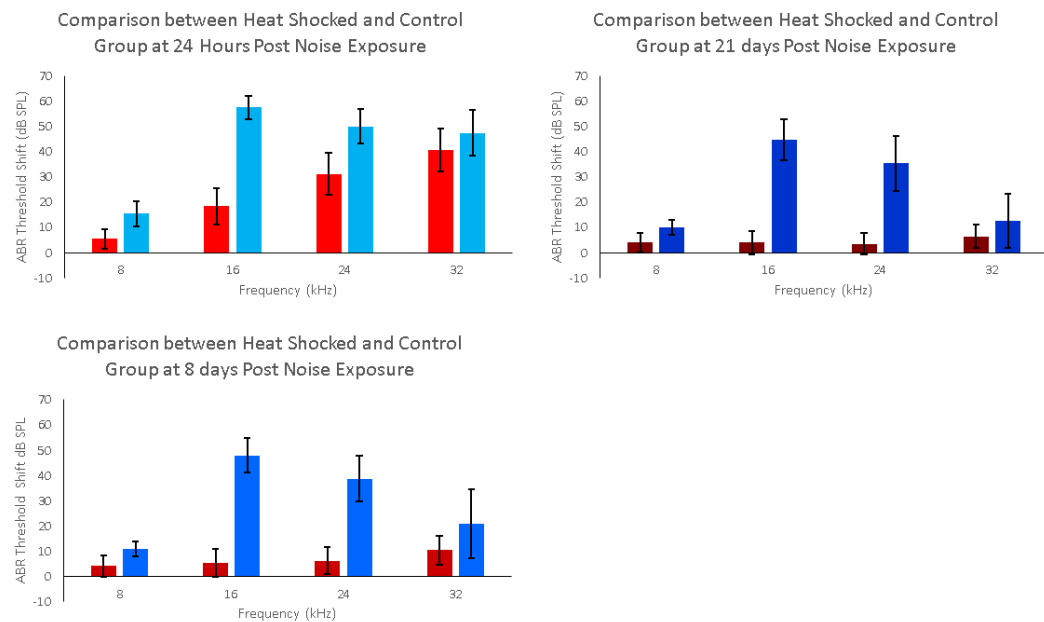 Comparison between Heat Shocked and Control
Group at 24 Hours Post Noise Exposure
ABR Threshold Shift (dB SPL)
70
60
50
40
30
20
10
0
-10
8 16 24 32
Frequency (kHz)
Comparison between Heat Shocked and Control
Group at 21 days Post Noise Exposure
ABR Threshold Shift (dB SPL)
70
60
50
40
30
20
10
0
-10
8 16 24 32
Frequency (kHz)
Comparison between Heat Shocked and Control
Group at 8 days Post Noise Exposure
ABR Threshold Shift dB SPL
70
60
50
40
30
20
10
0
-10
8 16 24 32
Frequency (kHz)